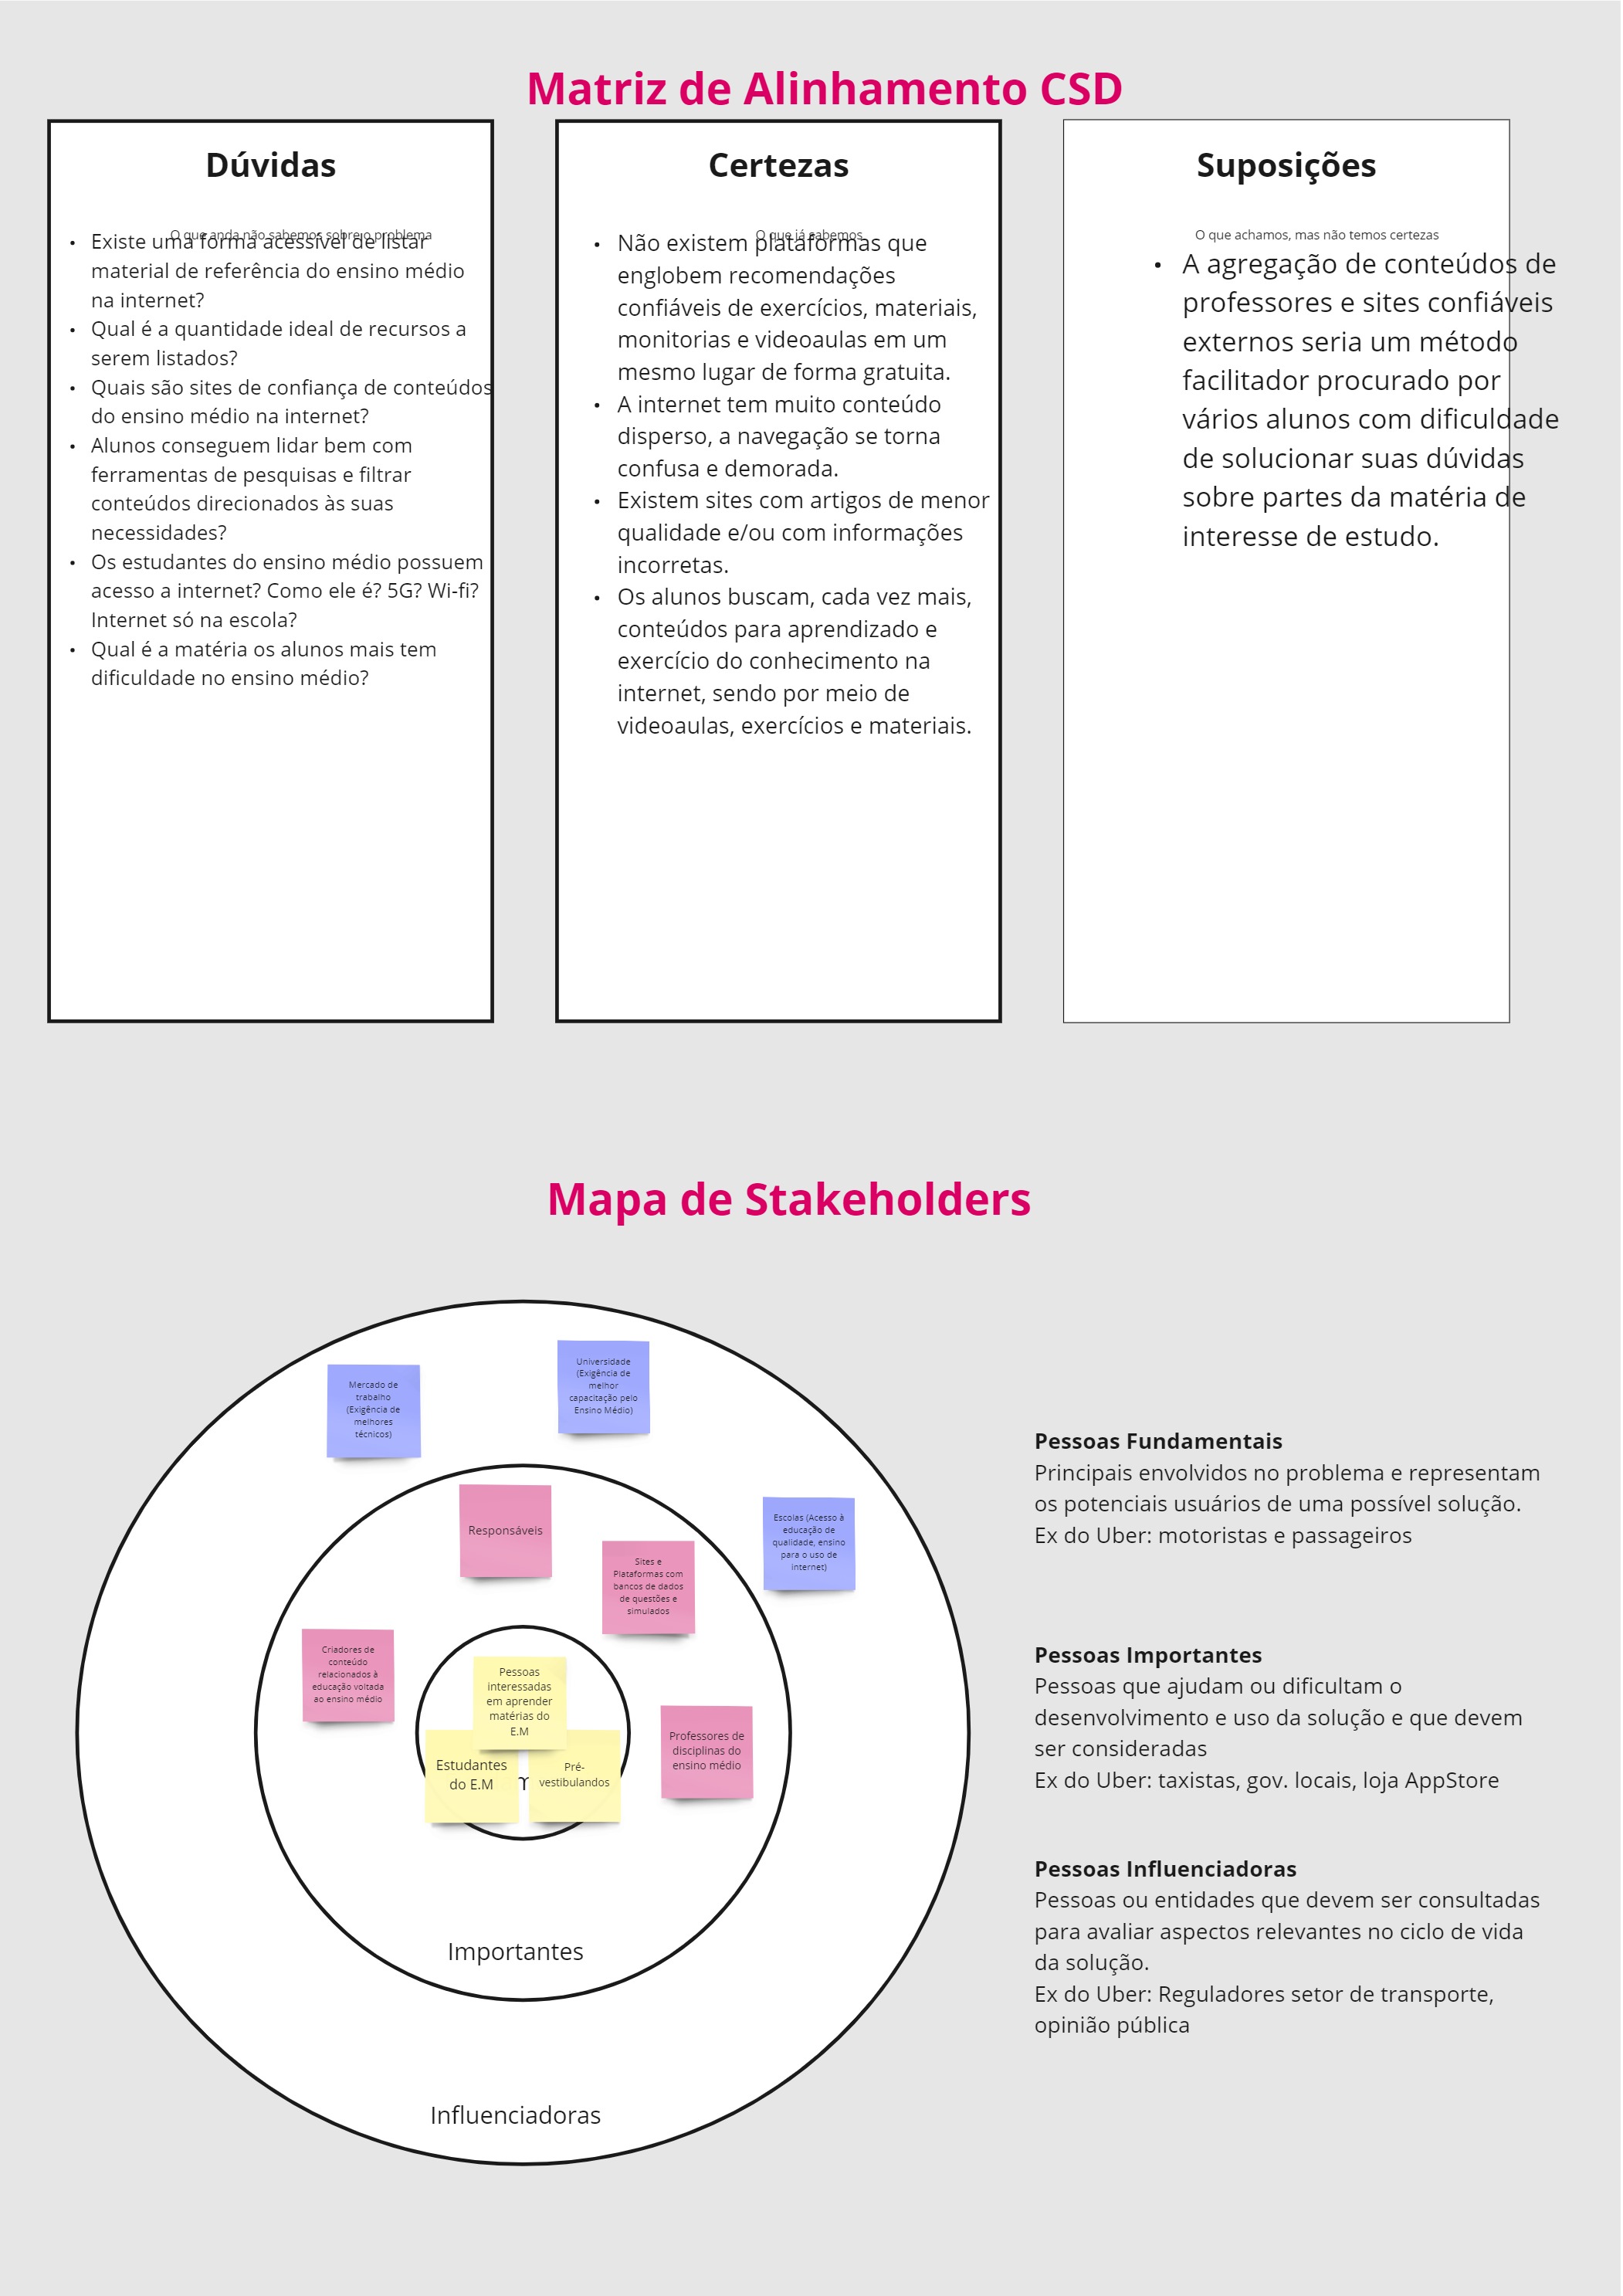 Matriz de Alinhamento CSD
Dúvidas
O que anda não sabemos sobre o problema
• Existe uma forma acessível de listar
material de referência do ensino médio
na internet?
• Qual é a quantidade ideal de recursos a
serem listados?
• Quais são sites de confiança de conteúdos
do ensino médio na internet?
• Alunos conseguem lidar bem com
ferramentas de pesquisas e filtrar
conteúdos direcionados às suas
necessidades?
• Os estudantes do ensino médio possuem
acesso a internet? Como ele é? 5G? Wi-fi?
Internet só na escola?
• Qual é a matéria os alunos mais tem
dificuldade no ensino médio?
Certezas
O que já sabemos
• Não existem plataformas que
englobem recomendações
confiáveis de exercícios, materiais,
monitorias e videoaulas em um
mesmo lugar de forma gratuita.
• A internet tem muito conteúdo
disperso, a navegação se torna
confusa e demorada.
• Existem sites com artigos de menor
qualidade e/ou com informações
incorretas.
• Os alunos buscam, cada vez mais,
conteúdos para aprendizado e
exercício do conhecimento na
internet, sendo por meio de
videoaulas, exercícios e materiais.
Suposições
O que achamos, mas não temos certezas
• A agregação de conteúdos de
professores e sites confiáveis
externos seria um método
facilitador procurado por
vários alunos com dificuldade
de solucionar suas dúvidas
sobre partes da matéria de
interesse de estudo.
Mapa de Stakeholders
Mercado de
trabalho
(Exigência de
melhores
técnicos)
Universidade
(Exigência de
melhor
capacitação pelo
Ensino Médio)
Escolas (Acesso à
educação de
qualidade, ensino
para o uso de
internet)
Responsáveis
Sites e
Plataformas com
bancos de dados
de questões e
simulados
Criadores de
conteúdo
relacionados à
educação voltada
ao ensino médio
Professores de
disciplinas do
ensino médio
Pessoas
interessadas
em aprender
matérias do
E.M
Estudantes
do E.M
Pré-
vestibulandos
Importantes
Influenciadoras
Pessoas Fundamentais
Principais envolvidos no problema e representam
os potenciais usuários de uma possível solução.
Ex do Uber: motoristas e passageiros
Pessoas Importantes
Pessoas que ajudam ou dificultam o
desenvolvimento e uso da solução e que devem
ser consideradas
Ex do Uber: taxistas, gov. locais, loja AppStore
Pessoas Influenciadoras
Pessoas ou entidades que devem ser consultadas
para avaliar aspectos relevantes no ciclo de vida
da solução.
Ex do Uber: Reguladores setor de transporte,
opinião pública